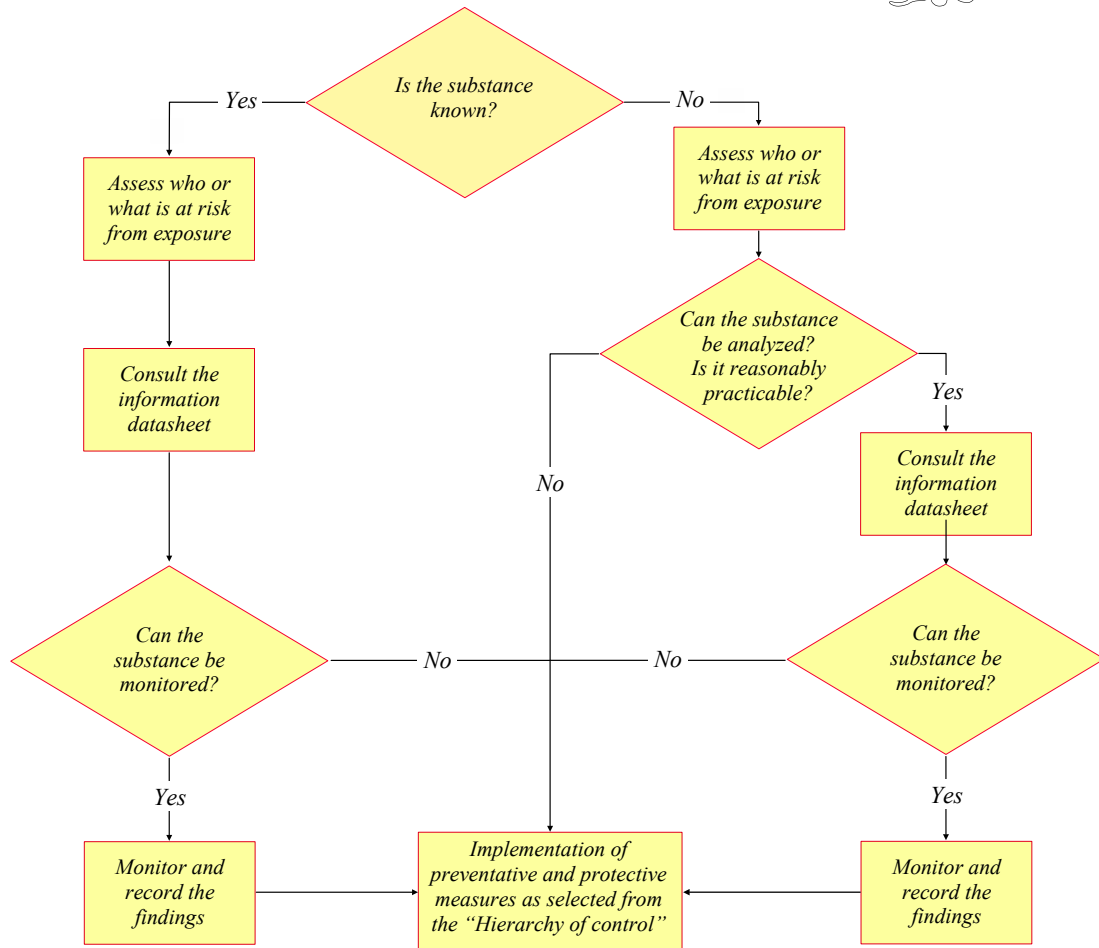 Is the substance
known?
Yes
No
Assess who or
what is at risk
from exposure
Assess who or
what is at risk
from exposure
Can the substance
be analyzed?
Is it reasonably
practicable?
Consult the
information
datasheet
Yes
No
Consult the
information
datasheet
Can the
substance be
monitored?
No
No
Can the
substance be
monitored?
Yes
Yes
Monitor and
record the
findings
Implementation of
preventative and protective
measures as selected from
the “Hierarchy of control”
Monitor and
record the
findings